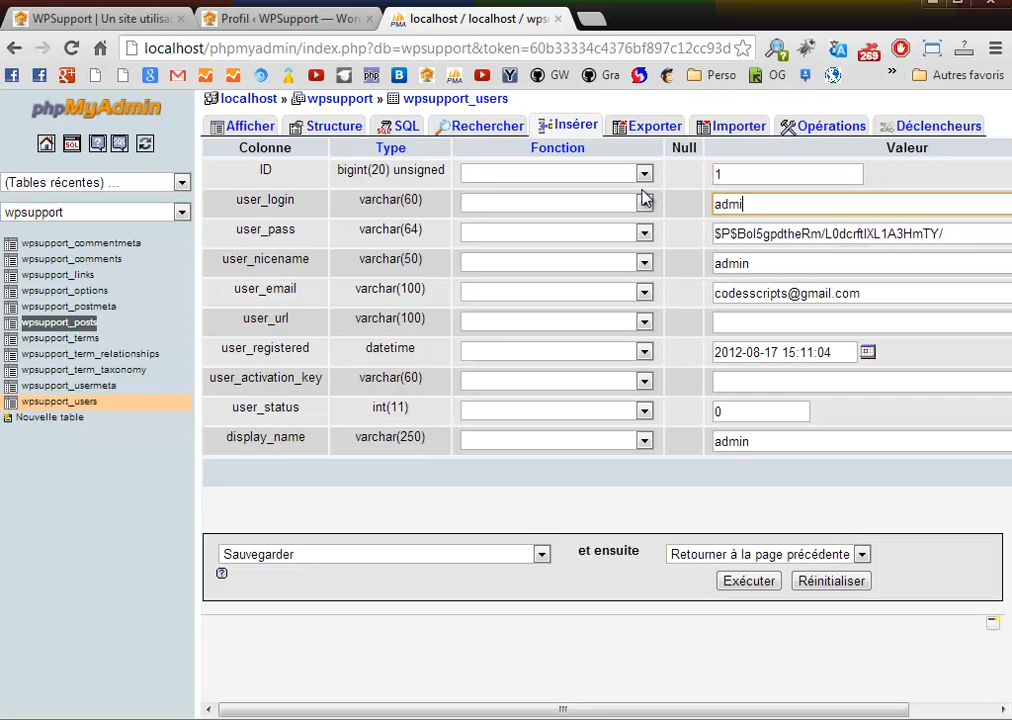 WPSupport | Un site utilisa
Profil ‹ WPSupport — Wor
localhost / localhost / wps
localhost/phpmyadmin/index.php?db=wpsupport&token=60b33334c4376bf897c12cc93d
269
GW
Gra
Perso
OG
»
Autres favoris
phpMyAdmin
localhost » wpsupport » wpsupport_users
Afficher
Structure
SQL
Rechercher
Insérer
Exporter
Importer
Opérations
Déclencheurs
(Tables récentes) ...
wpsupport
wpsupport_commentmeta
wpsupport_comments
wpsupport_links
wpsupport_options
wpsupport_postmeta
wpsupport_posts
wpsupport_terms
wpsupport_term_relationships
wpsupport_term_taxonomy
wpsupport_usermeta
wpsupport_users
Nouvelle table
Colonne Type Fonction Null Valeur
ID bigint(20) unsigned 1
user_login varchar(60) admi
user_pass varchar(64)
user_nicename varchar(50) admin
user_email varchar(100) codesscripts@gmail.com
user_url varchar(100)
user_registered datetime 2012-08-17 15:11:04
user_activation_key varchar(60)
user_status int(11) 0
display_name varchar(250) admin
Sauvegarder et ensuite Retourner à la page précédente
Exécuter Réinitialiser